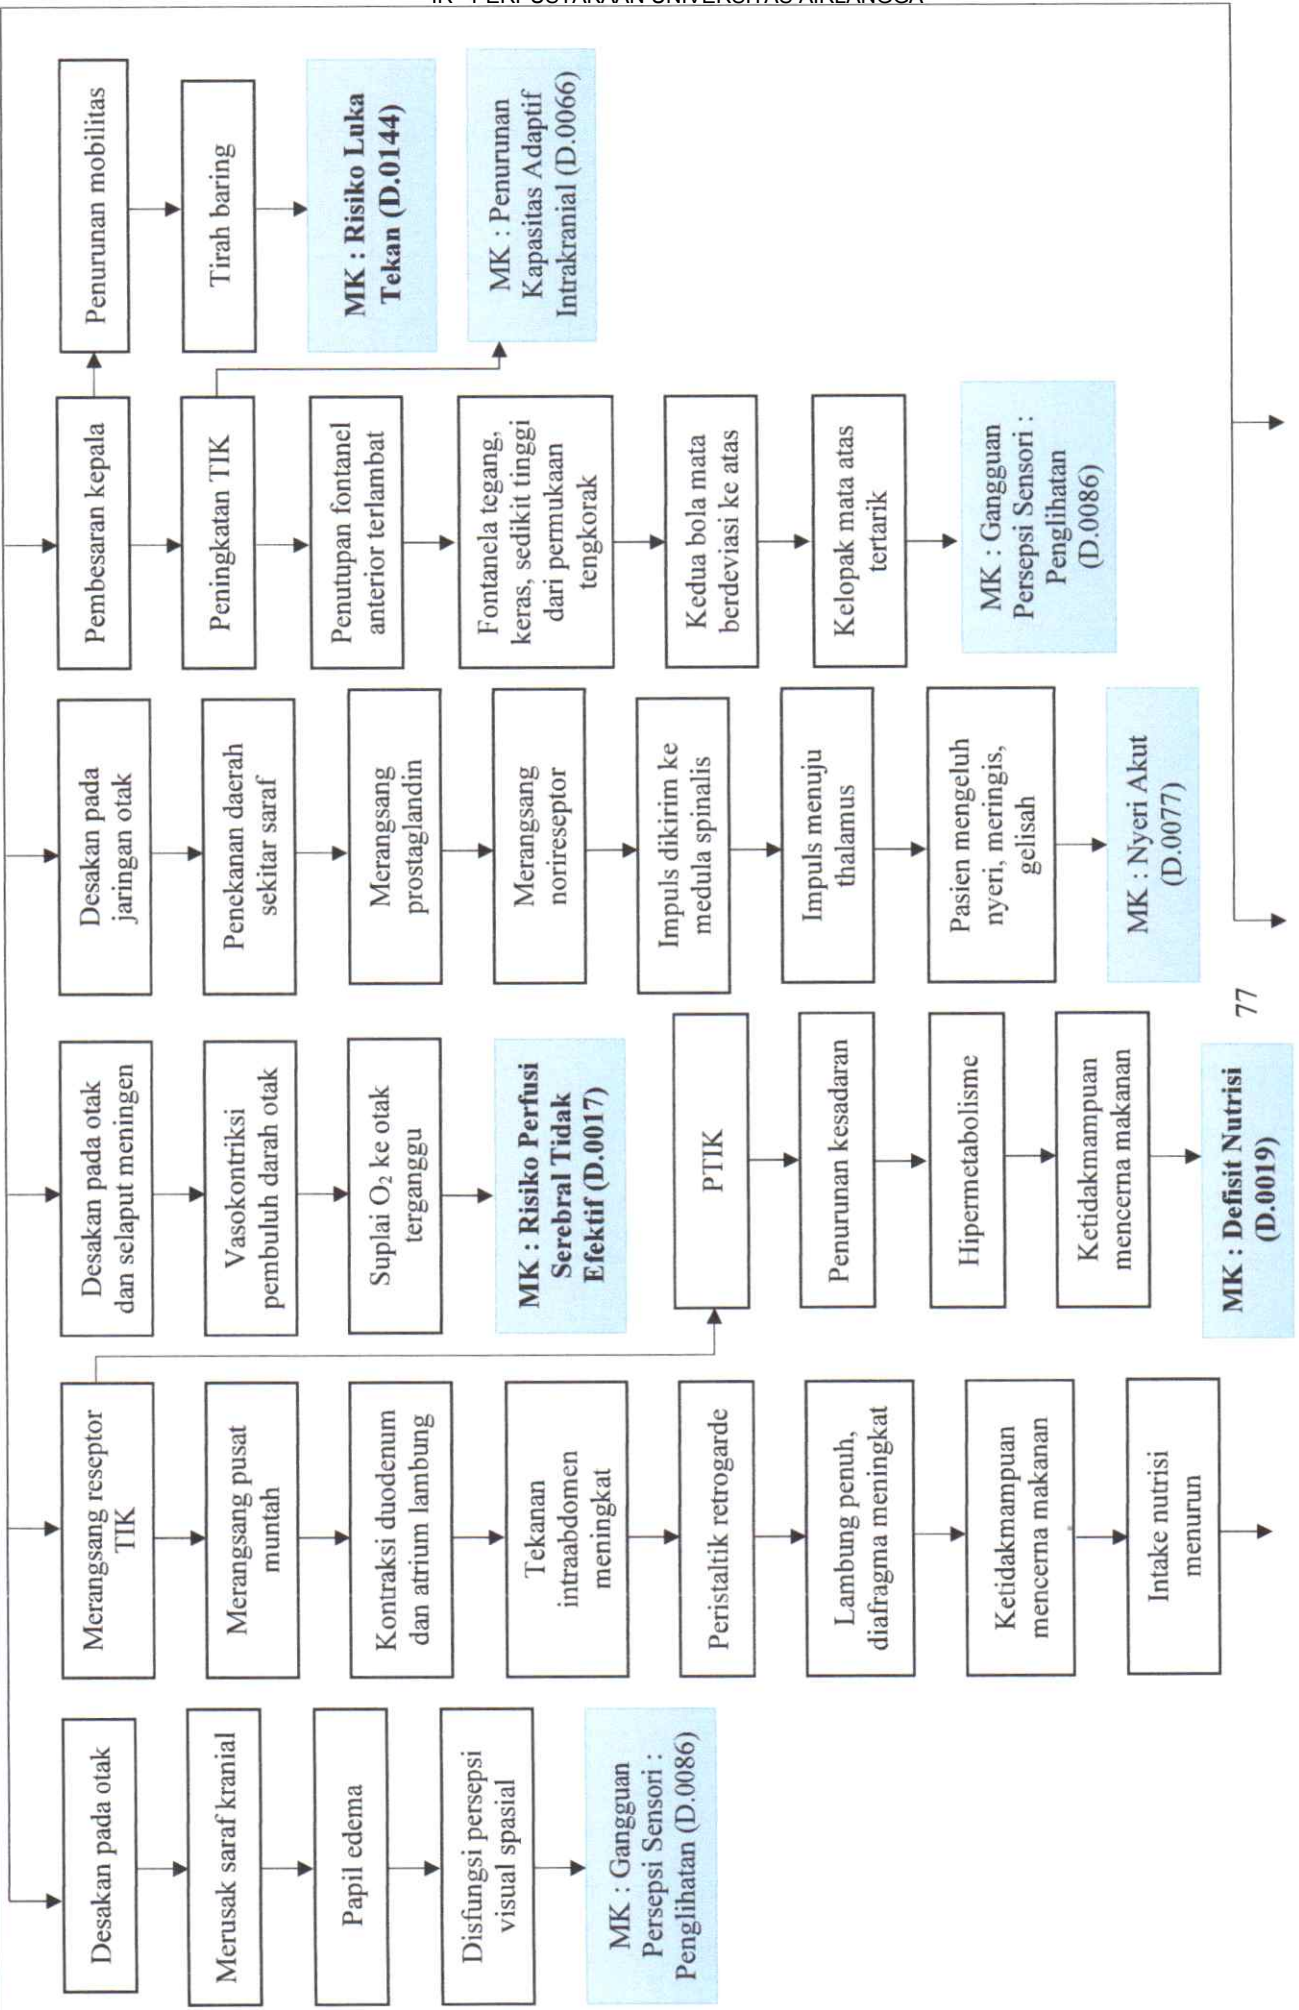 IR - PERPUSTAKAAN UNIVERSITAS AIRLANGGA
Desakan pada otak
Merusak saraf kranial
Papil edema
Disfungsi persepsi
visual spasial
MK : Gangguan
Persepsi Sensori :
Penglihatan (D.0086)
Merangsang reseptor
TIK
Merangsang pusat
muntah
Kontraksi duodenum
dan atrium lambung
Tekanan
intraabdomen
meningkat
Peristaltik retrogarde
Lambung penuh,
diafragma meningkat
Ketidakmampuan
mencerna makanan
Intake nutrisi
menurun
Desakan pada otak
dan selaput meningen
Vasokontriksi
pembuluh darah otak
Suplai O₂ ke otak
terganggu
MK : Risiko Perfusi
Serebral Tidak
Efektif (D.0017)
PTIK
Penurunan kesadaran
Hipermetabolisme
Ketidakmampuan
mencerna makanan
MK : Defisit Nutrisi
(D.0019)
Desakan pada
jaringan otak
Penekanan daerah
sekitar saraf
Merangsang
prostaglandin
Merangsang
norireseptor
Impuls dikirim ke
medula spinalis
Impuls menuju
thalamus
Pasien mengeluh
nyeri, meringis,
gelisah
MK : Nyeri Akut
(D.0077)
Pembesaran kepala
Peningkatan TIK
Penutupan fontanel
anterior terlambat
Fontanela tegang,
keras, sedikit tinggi
dari permukaan
tengkorak
Kedua bola mata
berdeviasi ke atas
Kelopak mata atas
tertarik
MK : Gangguan
Persepsi Sensori :
Penglihatan
(D.0086)
Penurunan mobilitas
Tirah baring
MK : Risiko Luka
Tekan (D.0144)
MK : Penurunan
Kapasitas Adaptif
Intrakranial (D.0066)
77